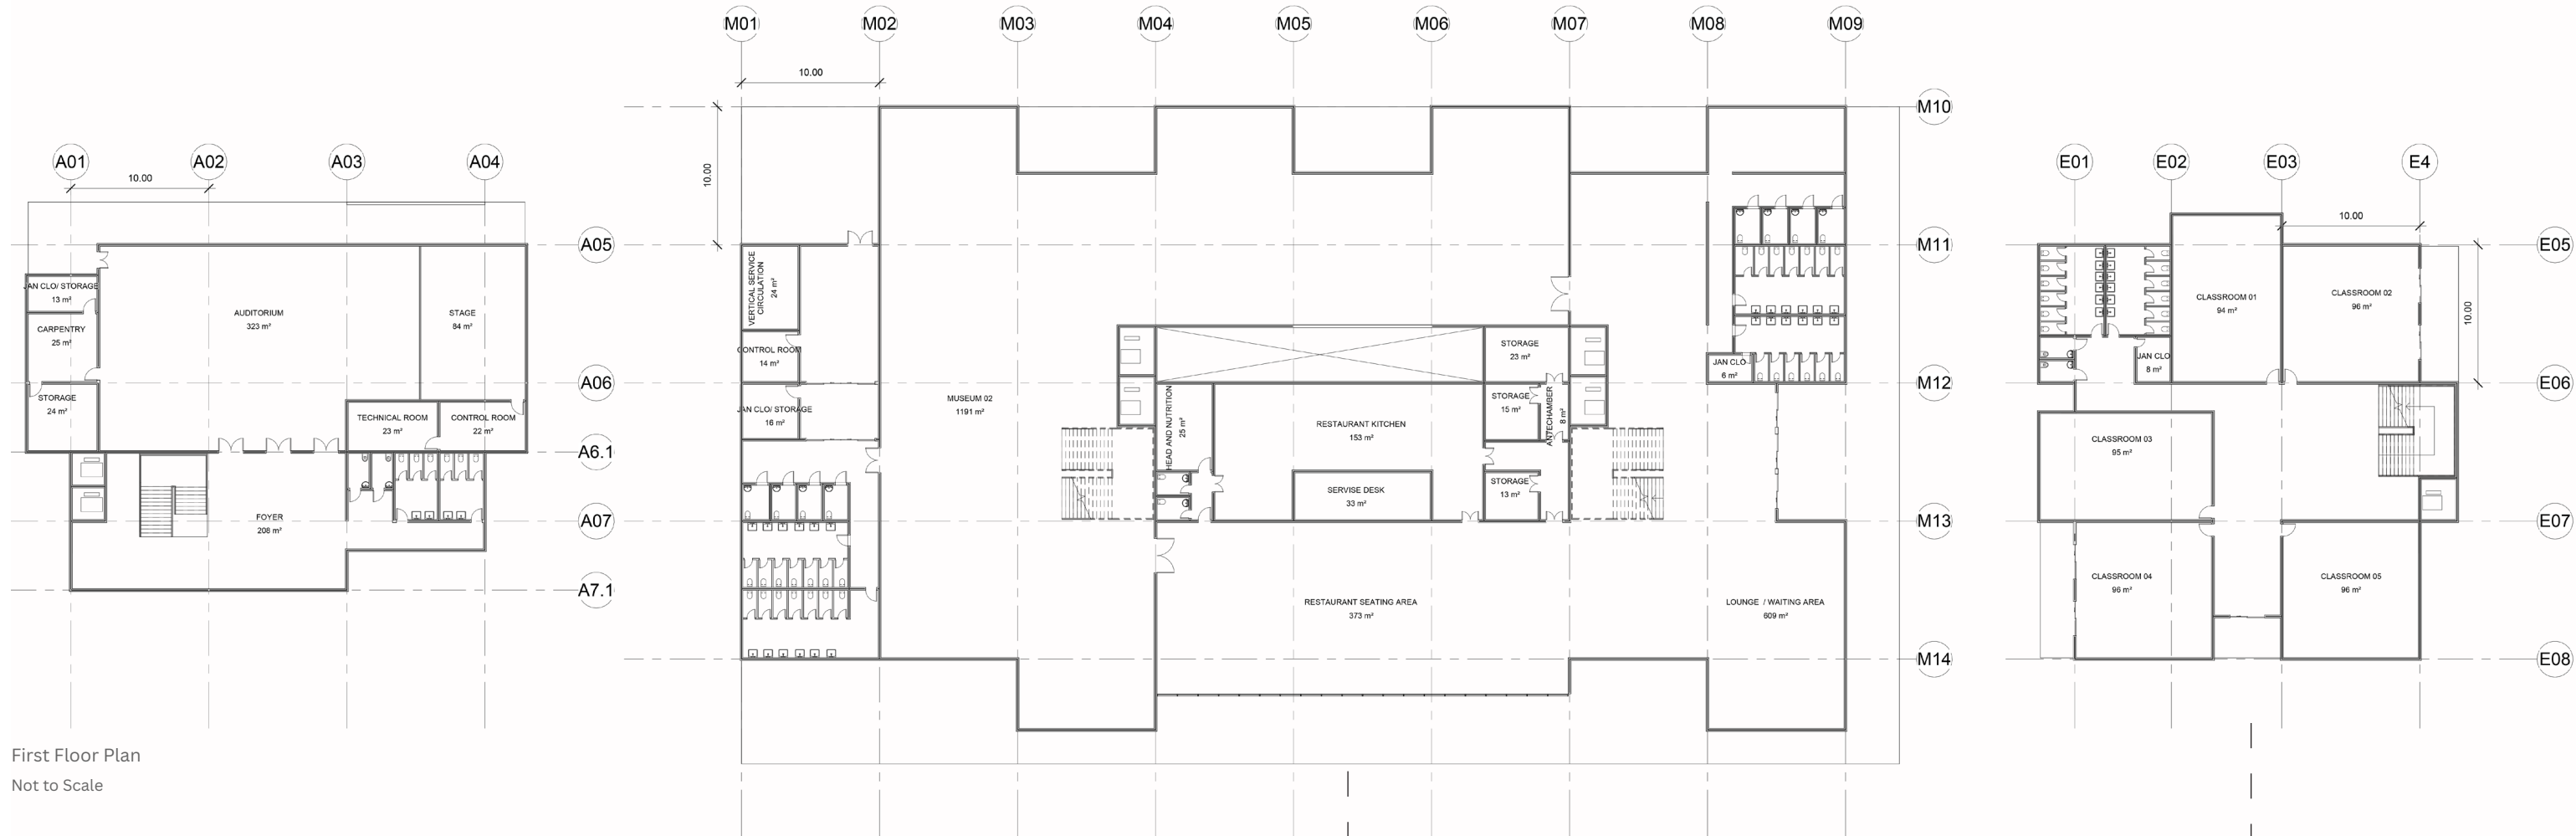 M01
M02
M03
M04
M05
M06
M07
M08
M09
10.00
10.00
M10
M11
M12
M13
M14
A01
A02
A03
A04
10.00
A05
A06
A6.1
A07
A7.1
JAN CLO/ STORAGE
13 m²
CARPENTRY
25 m²
STORAGE
24 m²
AUDITORIUM
323 m²
STAGE
84 m²
TECHNICAL ROOM
23 m²
CONTROL ROOM
22 m²
FOYER
208 m²
VERTICAL SERVICE
CIRCULATION
24 m²
CONTROL ROOM
14 m²
JAN CLO/ STORAGE
16 m²
MUSEUM 02
1191 m²
HEAD AND NUTRITION
25 m²
RESTAURANT KITCHEN
153 m²
SERVISE DESK
33 m²
STORAGE
23 m²
STORAGE
15 m²
ANTECHAMBER
8 m²
STORAGE
13 m²
RESTAURANT SEATING AREA
373 m²
JAN CLO
6 m²
LOUNGE / WAITING AREA
609 m²
E01
E02
E03
E4
10.00
10.00
E05
E06
E07
E08
CLASSROOM 01
94 m²
CLASSROOM 02
96 m²
JAN CLO
8 m²
CLASSROOM 03
95 m²
CLASSROOM 04
96 m²
CLASSROOM 05
96 m²
First Floor Plan
Not to Scale